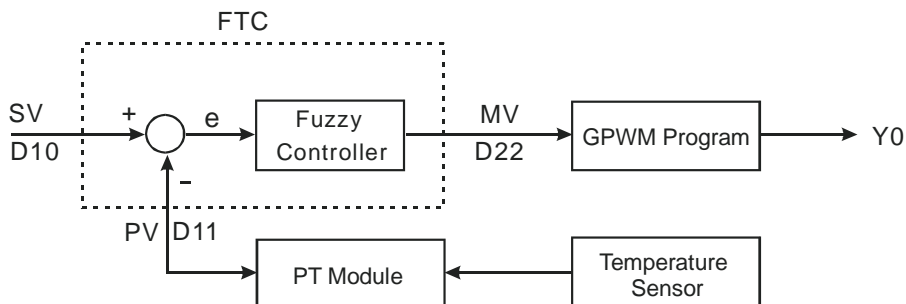 FTC
SV
D10
+
−
e
Fuzzy
Controller
MV
D22
GPWM Program
Y0
PV D11
PT Module
Temperature
Sensor